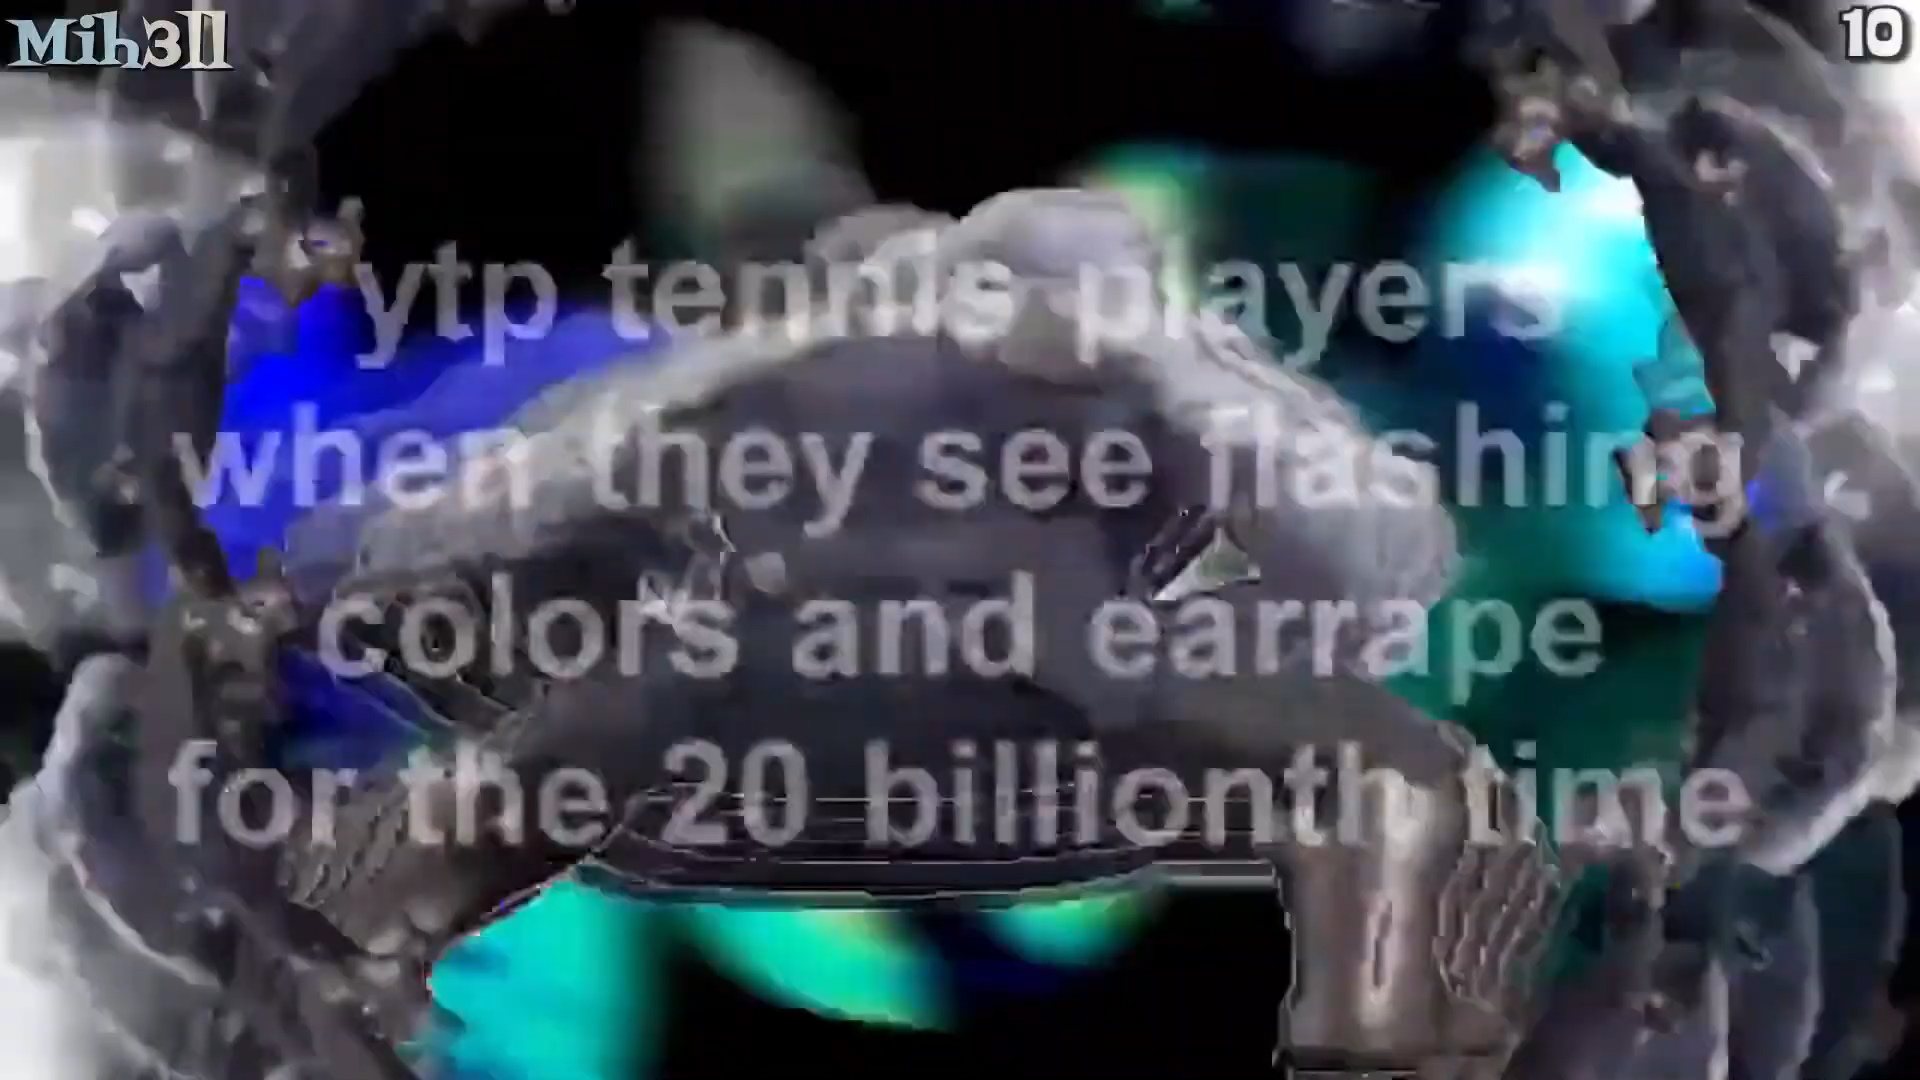 Mih3ll
10
ytp tennis players
when they see flashing
colors and earrape
for the 20 billionth time